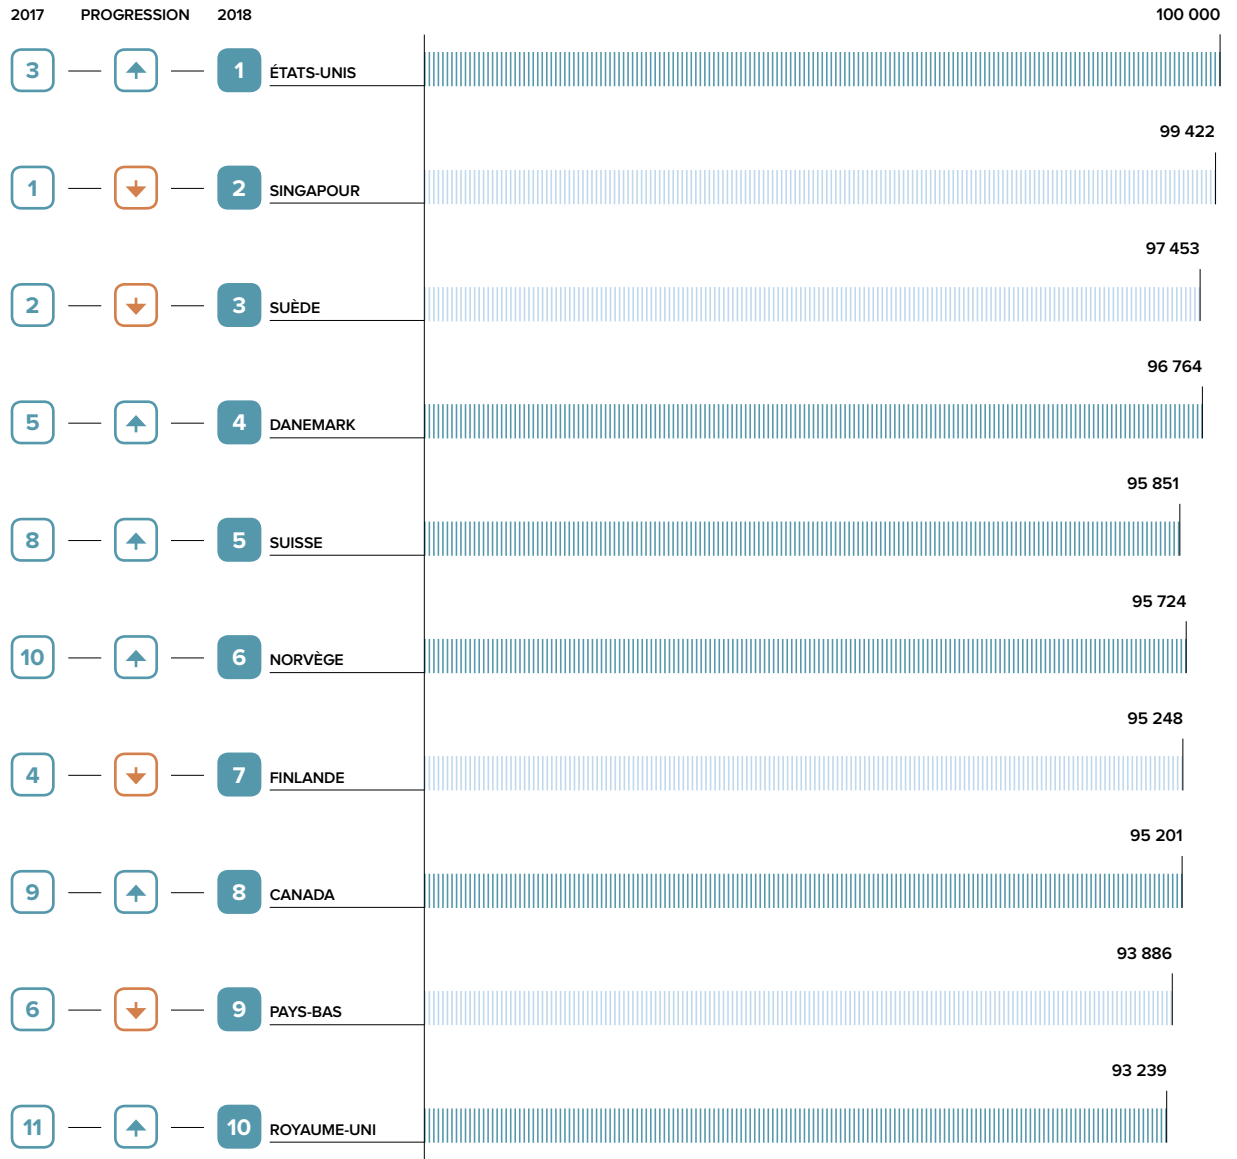 2017 PROGRESSION 2018 100 000
3 1 ÉTATS-UNIS
99 422
1 2 SINGAPOUR
97 453
2 3 SUÈDE
96 764
5 4 DANEMARK
95 851
8 5 SUISSE
95 724
10 6 NORVÈGE
95 248
4 7 FINLANDE
95 201
9 8 CANADA
93 886
6 9 PAYS-BAS
93 239
11 10 ROYAUME-UNI